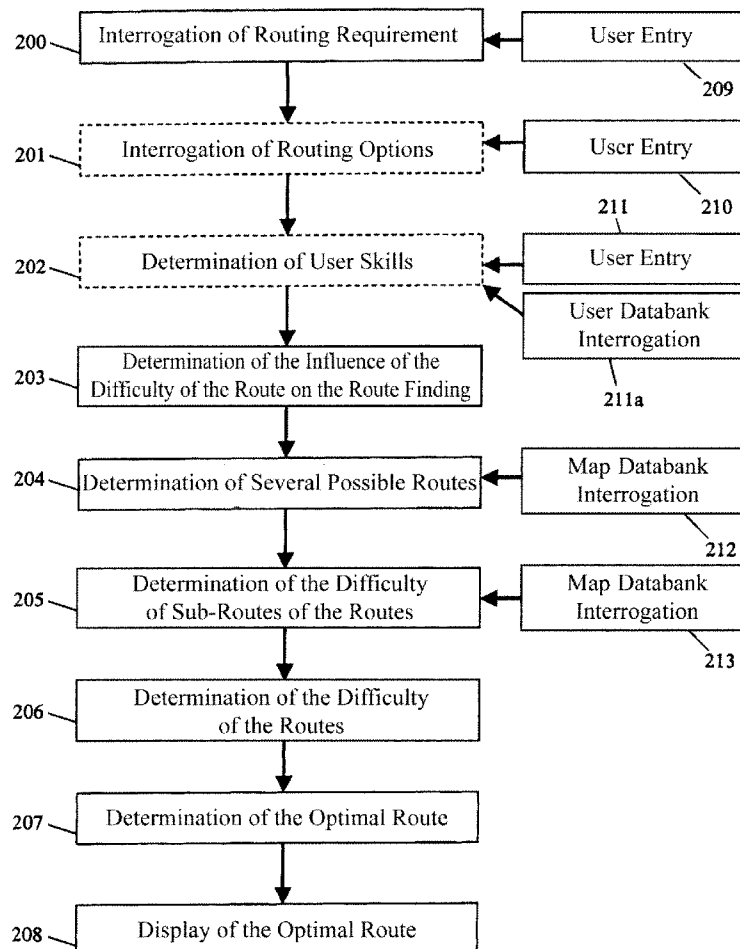 200
Interrogation of Routing Requirement
User Entry
209
201
Interrogation of Routing Options
User Entry
210
211
202
Determination of User Skills
User Entry
User Databank
Interrogation
211a
203
Determination of the Influence of the
Difficulty of the Route on the Route Finding
204
Determination of Several Possible Routes
Map Databank
Interrogation
212
205
Determination of the Difficulty
of Sub-Routes of the Routes
Map Databank
Interrogation
213
206
Determination of the Difficulty
of the Routes
207
Determination of the Optimal Route
208
Display of the Optimal Route